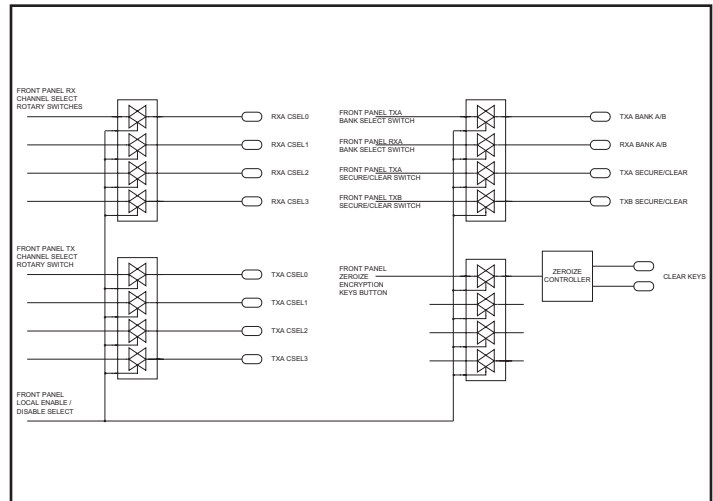 FRONT PANEL RX
CHANNEL SELECT
ROTARY SWITCHES
RXA CSEL0
RXA CSEL1
RXA CSEL2
RXA CSEL3
FRONT PANEL TX
CHANNEL SELECT
ROTARY SWITCH
TXA CSEL0
TXA CSEL1
TXA CSEL2
TXA CSEL3
FRONT PANEL
LOCAL ENABLE /
DISABLE SELECT
FRONT PANEL TXA
BANK SELECT SWITCH
TXA BANK A/B
FRONT PANEL RXA
BANK SELECT SWITCH
RXA BANK A/B
FRONT PANEL TXA
SECURE/CLEAR SWITCH
TXA SECURE/CLEAR
FRONT PANEL TXB
SECURE/CLEAR SWITCH
TXB SECURE/CLEAR
FRONT PANEL
ZEROIZE
ENCRYPTION
KEYS BUTTON
ZEROIZE
CONTROLLER
CLEAR KEYS